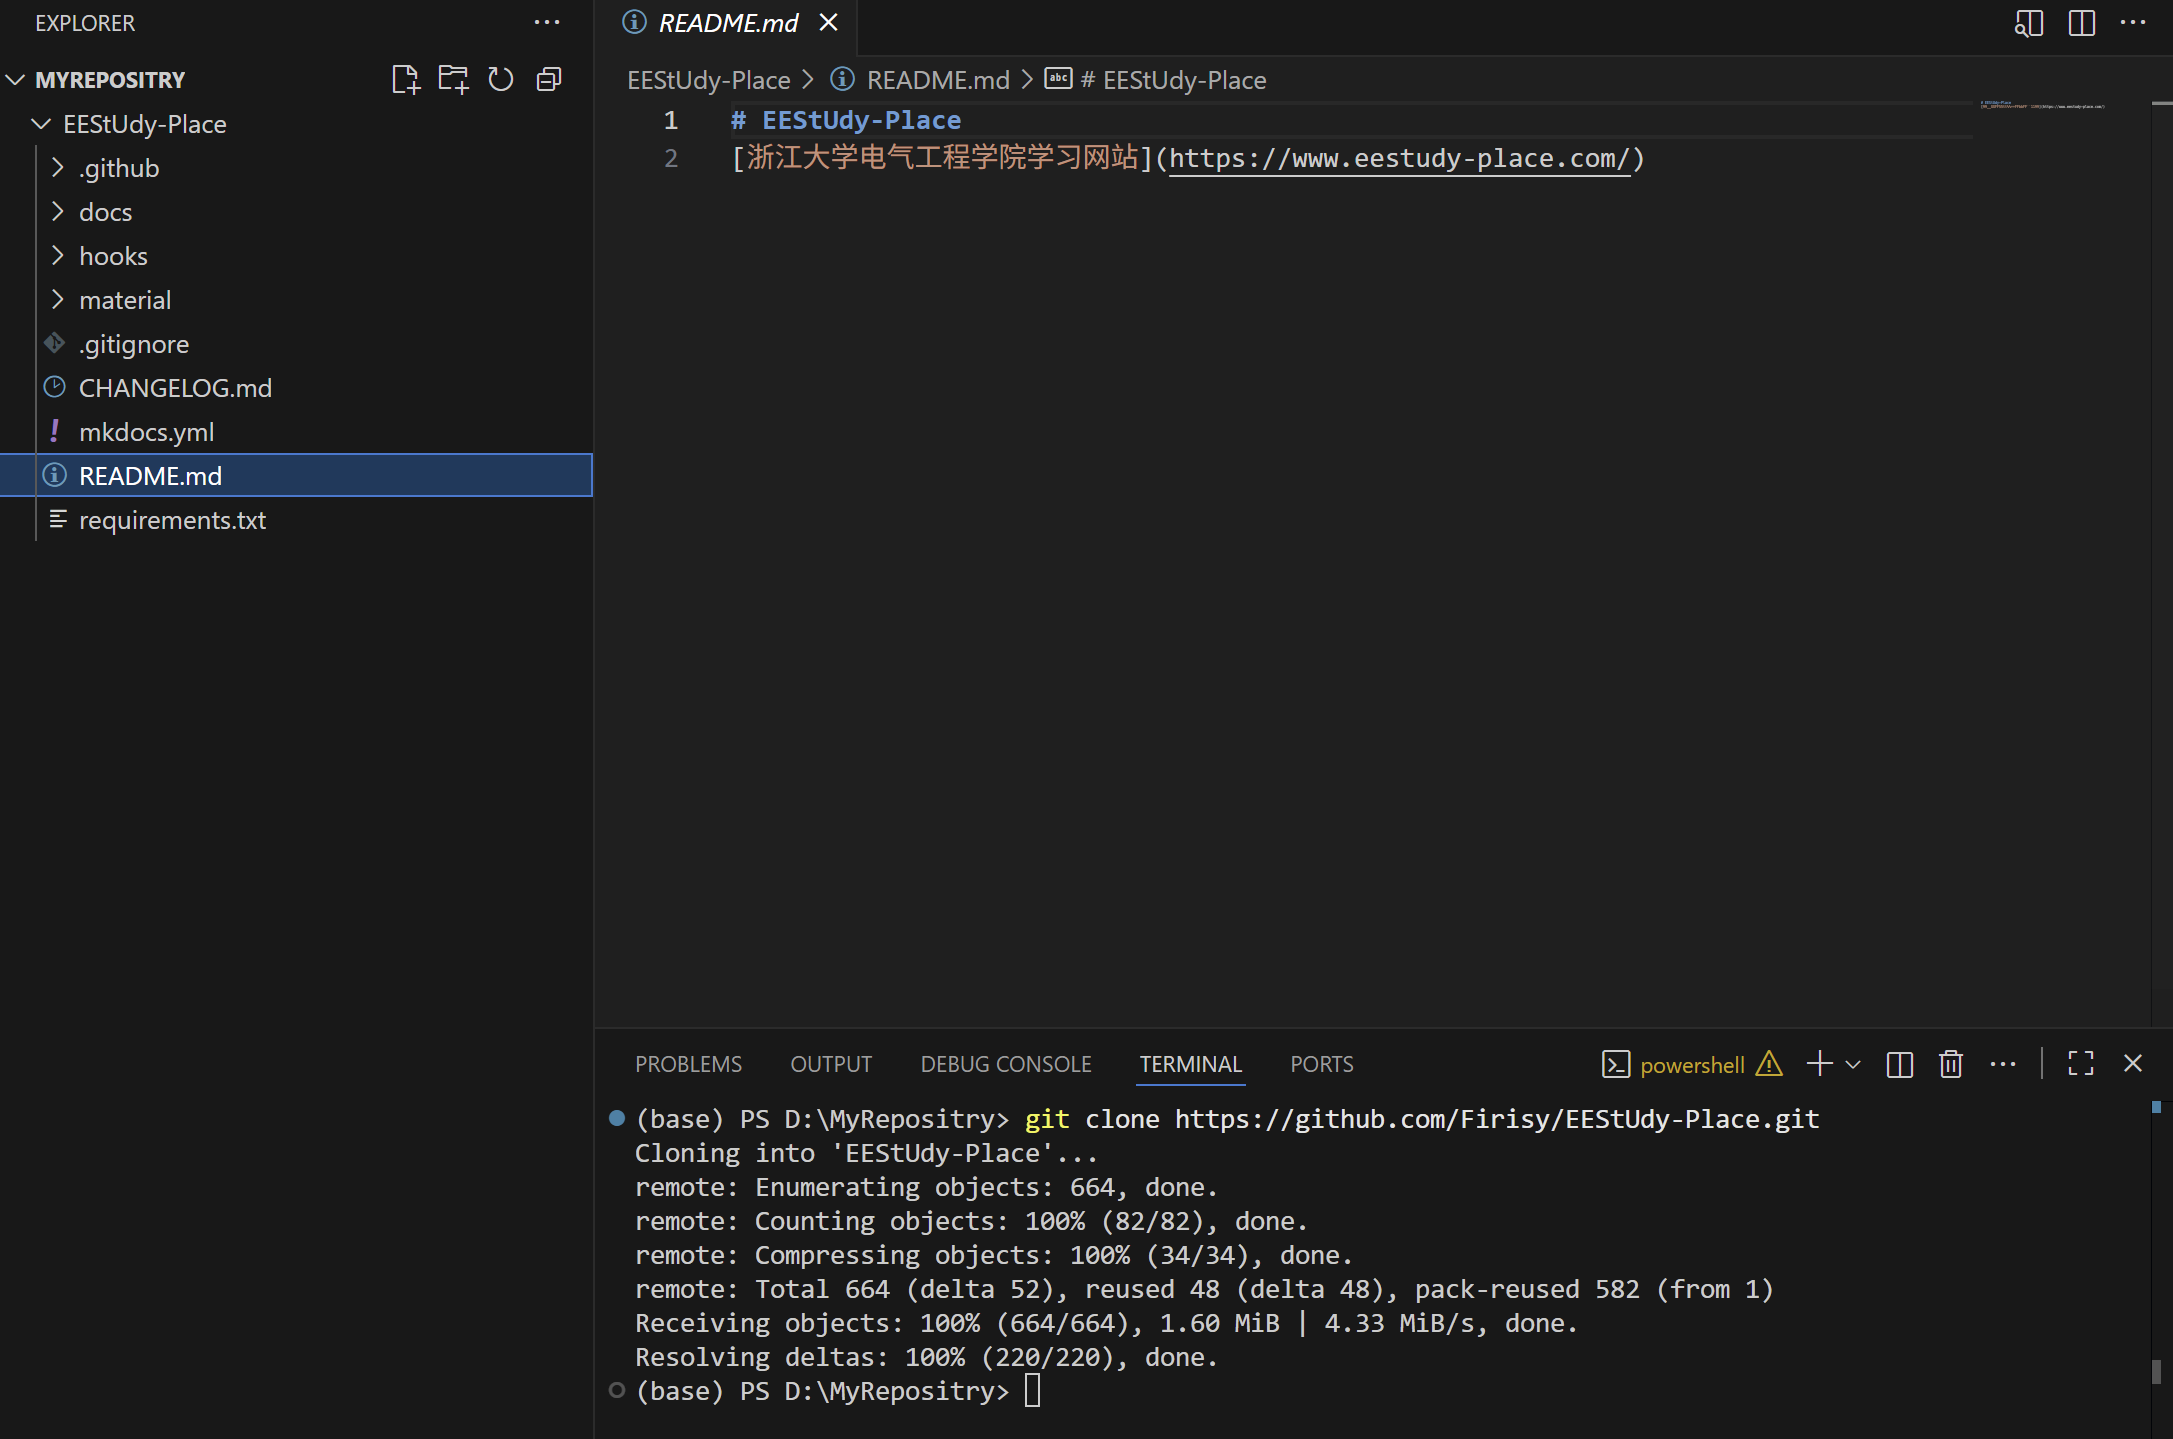 EXPLORER
MYREPOSITRY
EEStUdy-Place
.github
docs
hooks
material
.gitignore
CHANGELOG.md
mkdocs.yml
README.md
requirements.txt
README.md
EEStUdy-Place > README.md > abc # EEStUdy-Place
1 # EEStUdy-Place
2 [浙江大学电气工程学院学习网站](https://www.eestudy-place.com/)
PROBLEMS OUTPUT DEBUG CONSOLE TERMINAL PORTS powershell
(base) PS D:\MyRepositry> git clone https://github.com/Firisy/EEStUdy-Place.git
Cloning into 'EEStUdy-Place'...
remote: Enumerating objects: 664, done.
remote: Counting objects: 100% (82/82), done.
remote: Compressing objects: 100% (34/34), done.
remote: Total 664 (delta 52), reused 48 (delta 48), pack-reused 582 (from 1)
Receiving objects: 100% (664/664), 1.60 MiB | 4.33 MiB/s, done.
Resolving deltas: 100% (220/220), done.
(base) PS D:\MyRepositry>